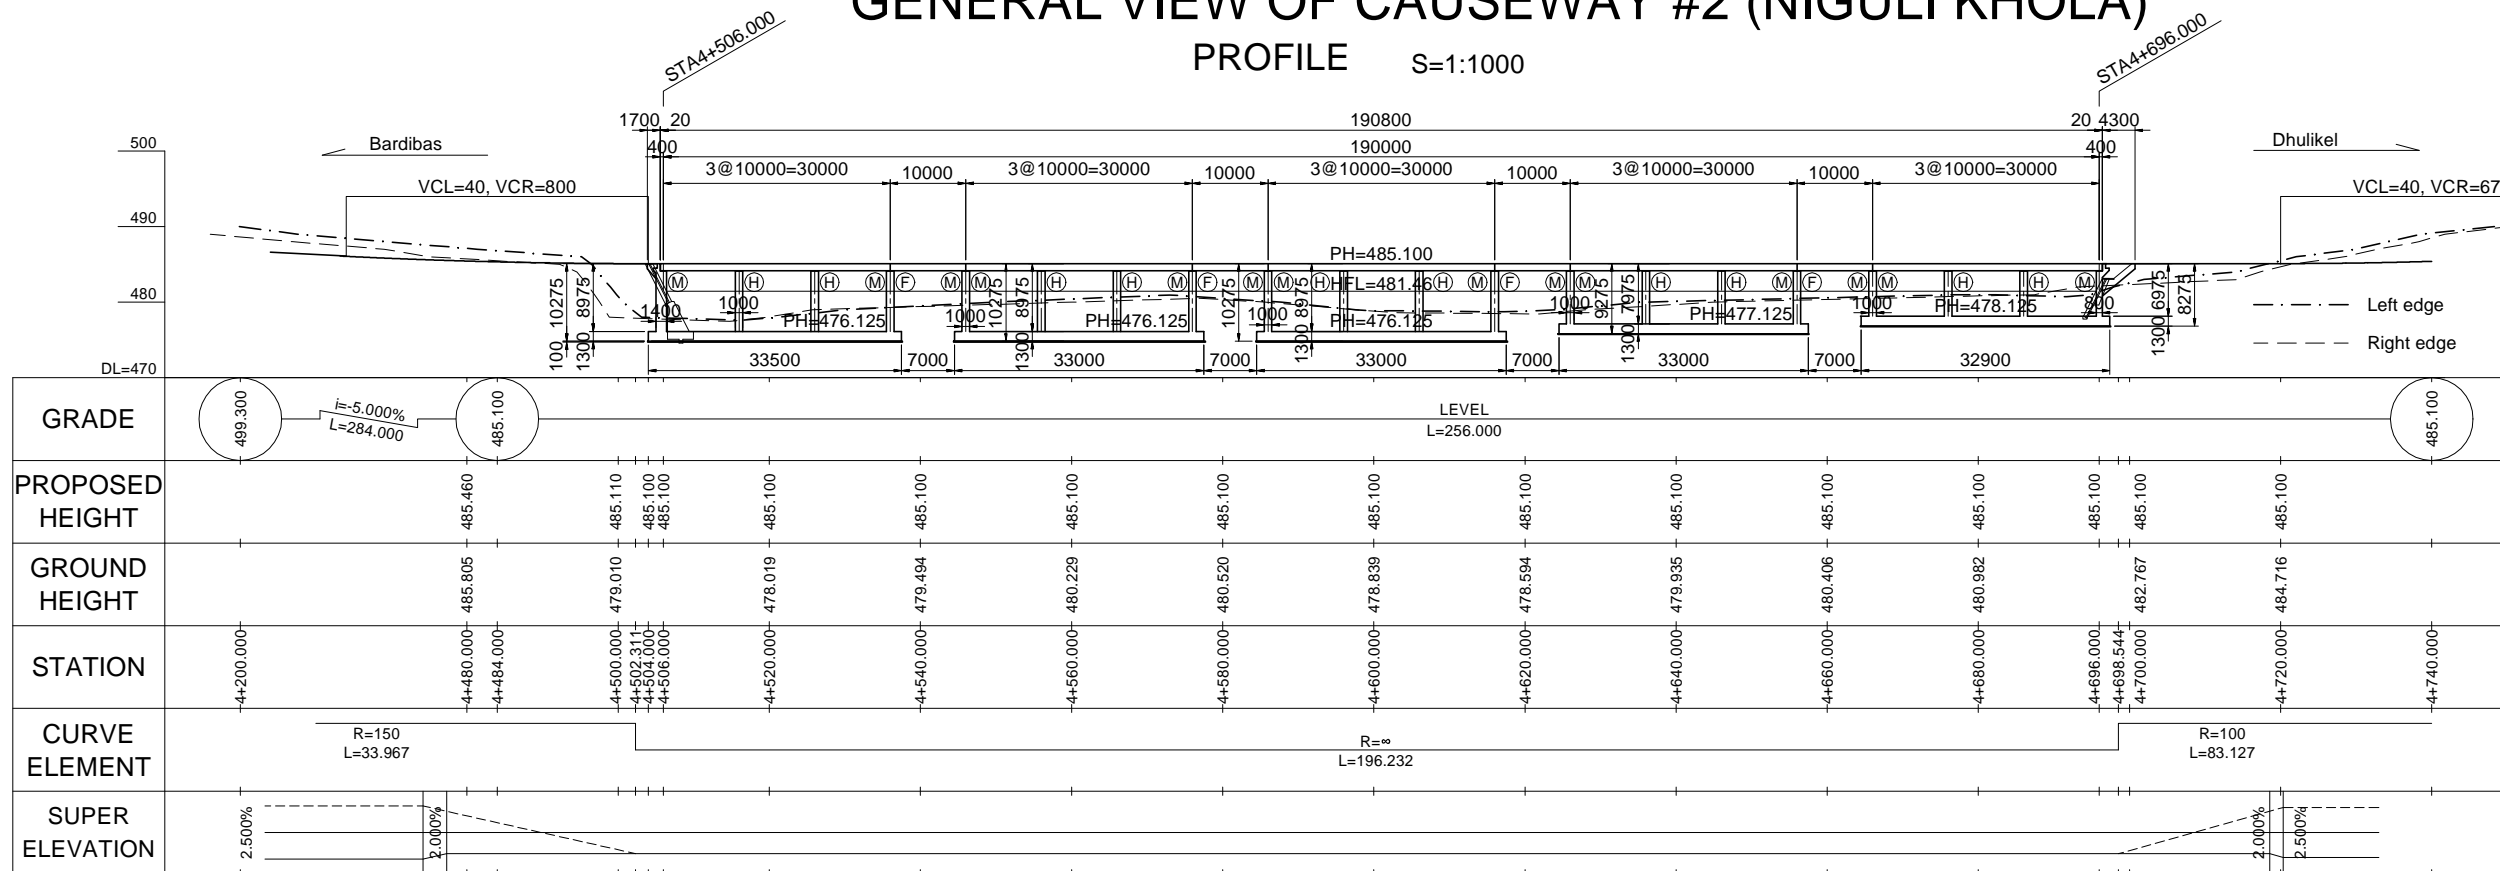 GENERAL VIEW OF CAUSEWAY #2 (NIGULI KHOLA)
PROFILE S=1:1000
STA4+506.000
STA4+696.000
1700 20 190800 20 4300
400 190000 400
3@10000=30000 10000 3@10000=30000 10000 3@10000=30000 10000 3@10000=30000 10000 3@10000=30000
Bardibas
Dhulikel
VCL=40, VCR=800
VCL=40, VCR=67
500
490
480
DL=470
PH=485.100
M H H M F M M H H M F M M H H M F M M H H M F M M H H M
HFL=481.46
10275 8975 10275 8975 10275 8975 9275 7975 6975 8275
1400 1000 1000 1000 1000 1000 800
PH=476.125 PH=476.125 PH=476.125 PH=477.125 PH=478.125
100 1300 1300 1300 1300 1300
33500 7000 33000 7000 33000 7000 33000 7000 32900
Left edge
Right edge
GRADE
499.300 i=-5.000% 485.100 LEVEL 485.100
L=284.000 L=256.000
PROPOSED
HEIGHT
485.460 485.110 485.100 485.100 485.100 485.100 485.100 485.100 485.100 485.100 485.100 485.100 485.100 485.100 485.100 485.100
GROUND
HEIGHT
485.805 479.010 478.019 479.494 480.229 480.520 478.839 478.594 479.935 480.406 480.982 482.767 484.716
STATION
4+200.000 4+480.000 4+484.000 4+500.000 4+502.311 4+504.000 4+506.000 4+520.000 4+540.000 4+560.000 4+580.000 4+600.000 4+620.000 4+640.000 4+660.000 4+680.000 4+696.000 4+698.544 4+700.000 4+720.000 4+740.000
CURVE
ELEMENT
R=150 R=∞ R=100
L=33.967 L=196.232 L=83.127
SUPER
ELEVATION
2.500% 2.000% 2.000% 2.500%